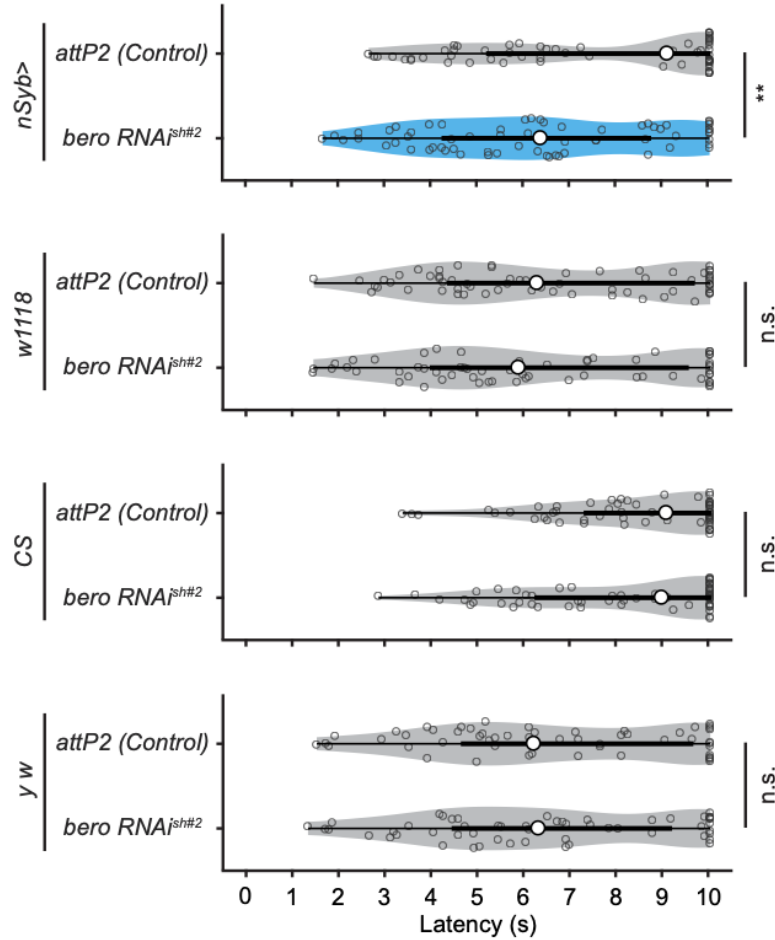 nSyb>
attP2 (Control)
bero RNAi^sh#2
**
w1118
attP2 (Control)
bero RNAi^sh#2
n.s.
CS
attP2 (Control)
bero RNAi^sh#2
n.s.
y w
attP2 (Control)
bero RNAi^sh#2
n.s.
0 1 2 3 4 5 6 7 8 9 10
Latency (s)